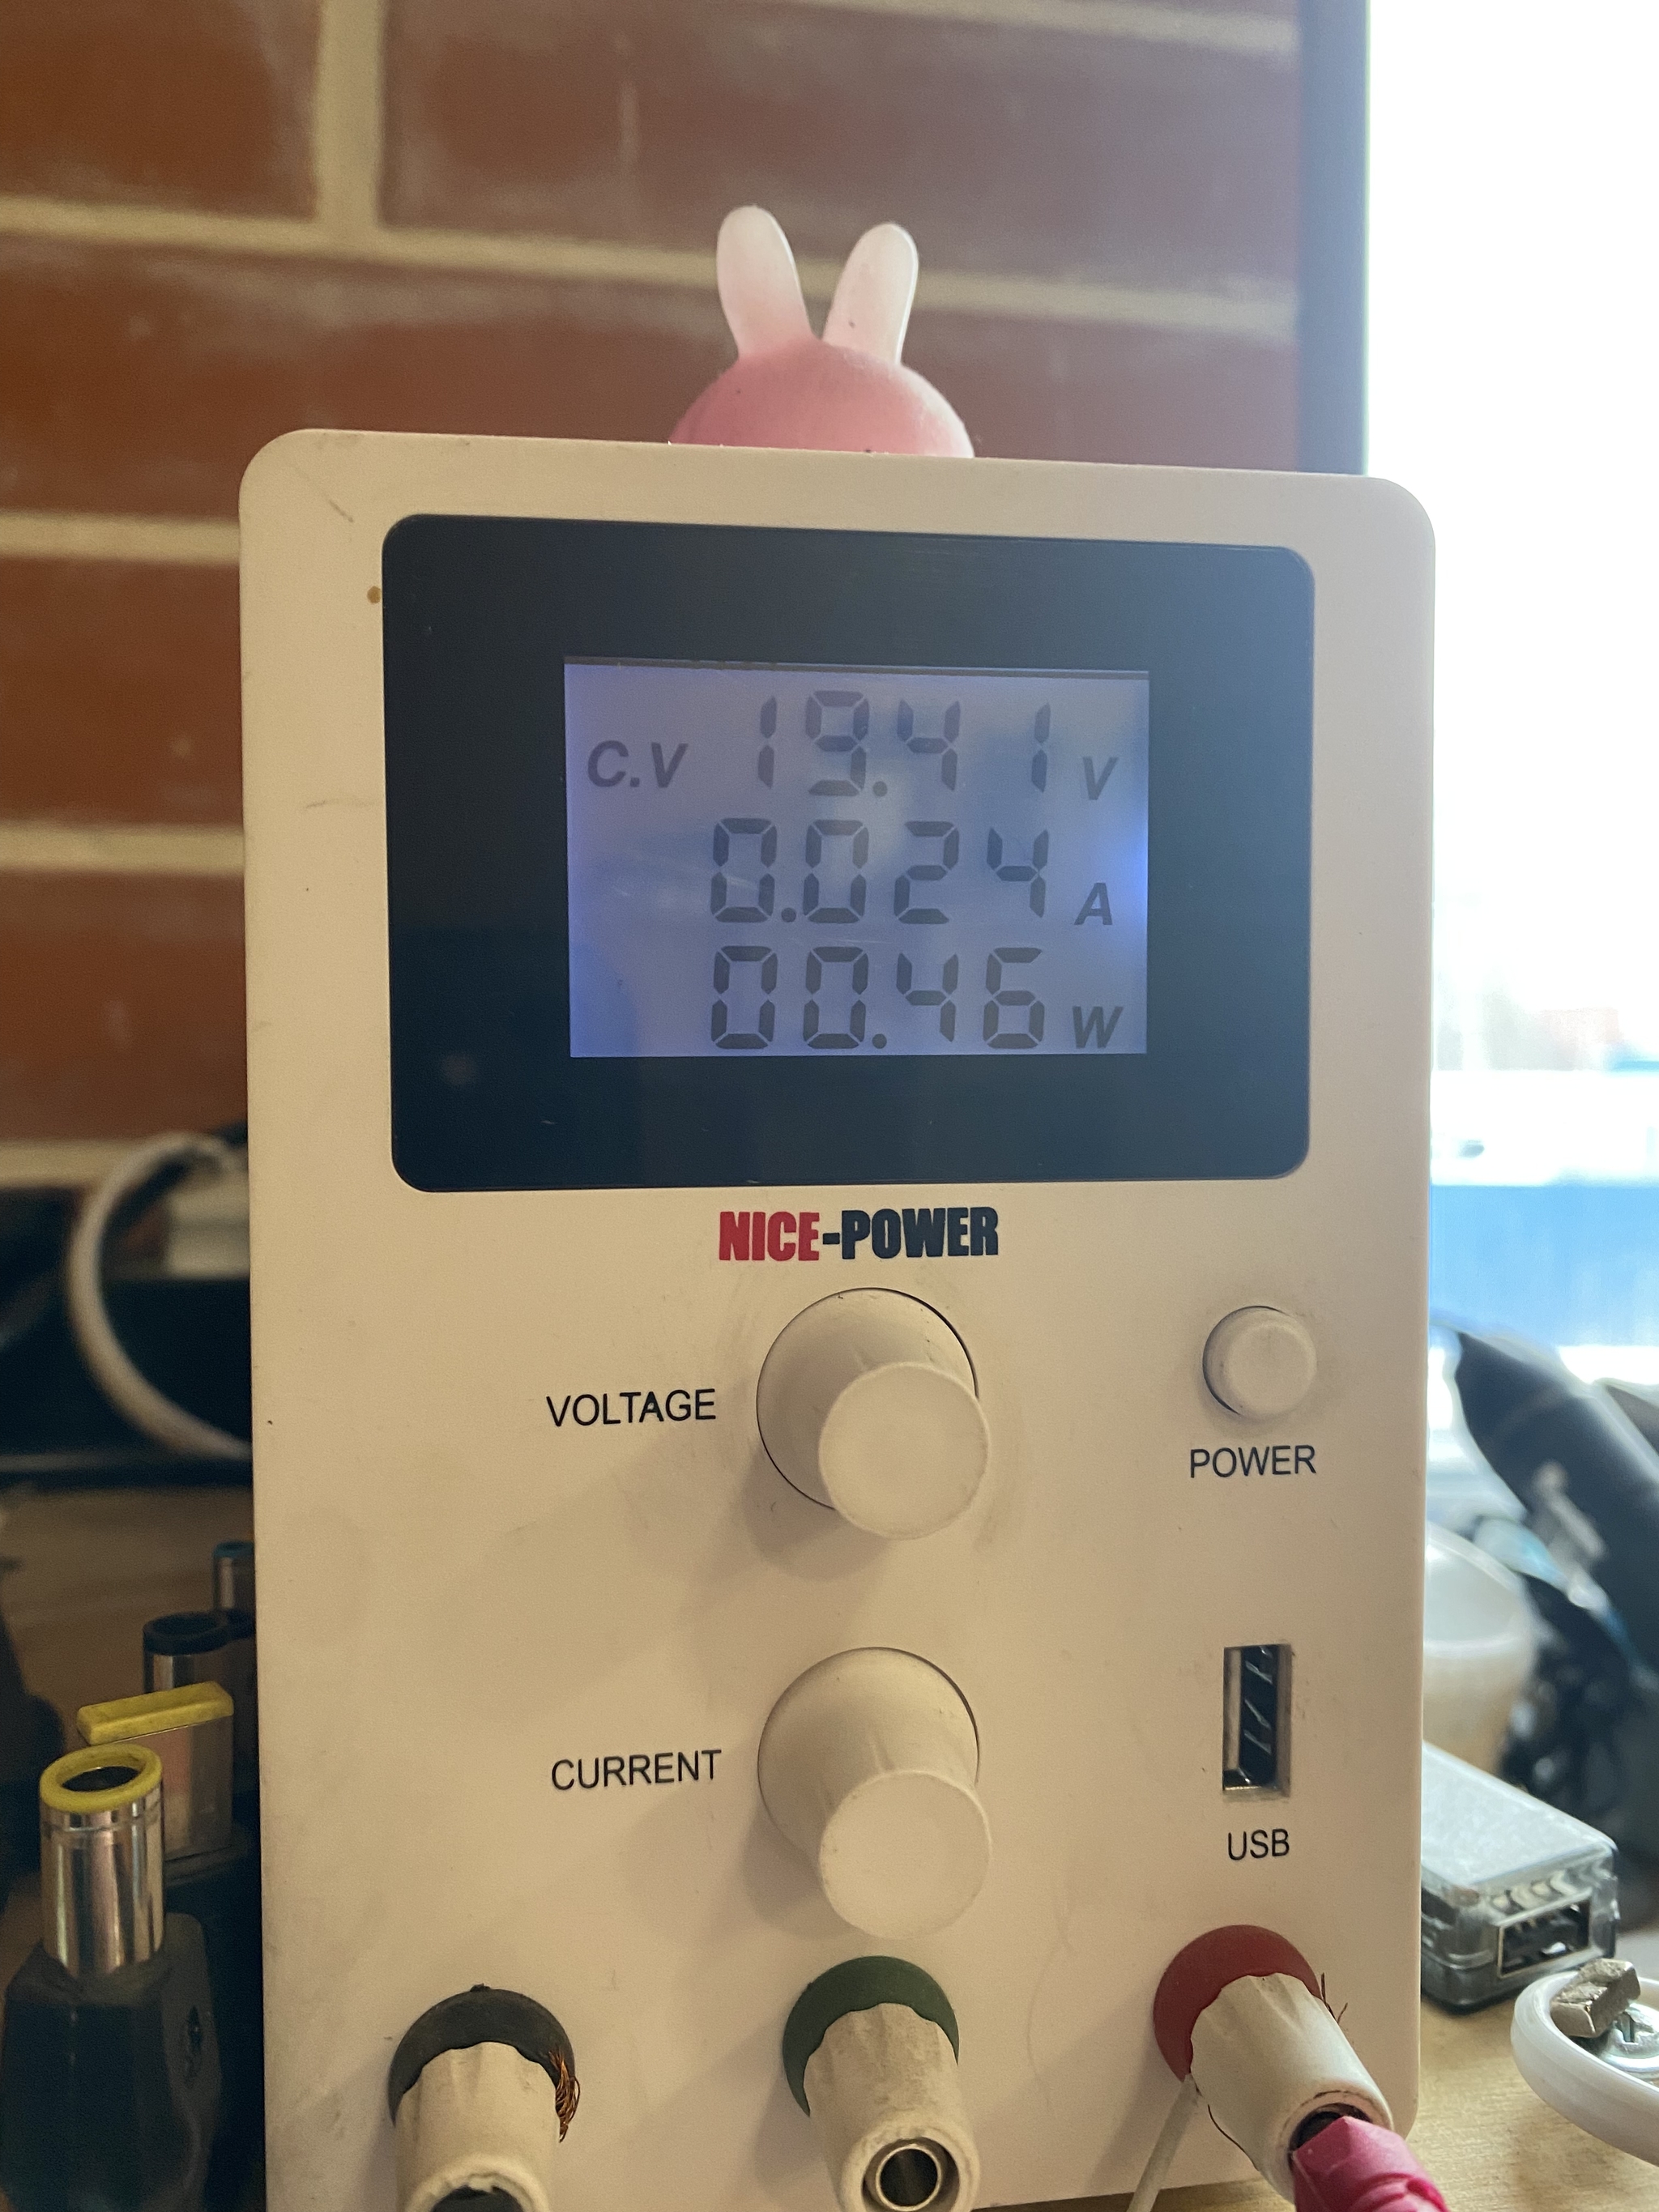 C.V 19.41 V
0.024 A
00.46 W
NICE-POWER
VOLTAGE
POWER
CURRENT
USB